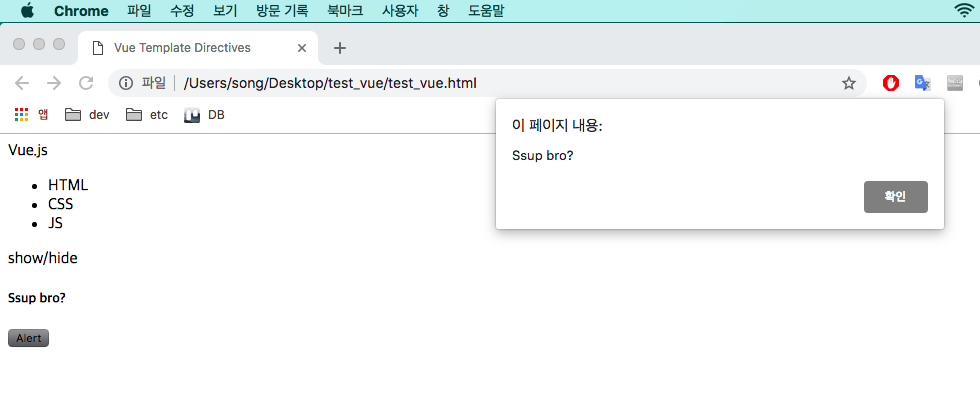 Chrome 파일 수정 보기 방문 기록 북마크 사용자 창 도움말
Vue Template Directives
파일 /Users/song/Desktop/test_vue/test_vue.html
앱 dev etc DB
이 페이지 내용:
Ssup bro?
확인
Vue.js
HTML
CSS
JS
show/hide
Ssup bro?
Alert